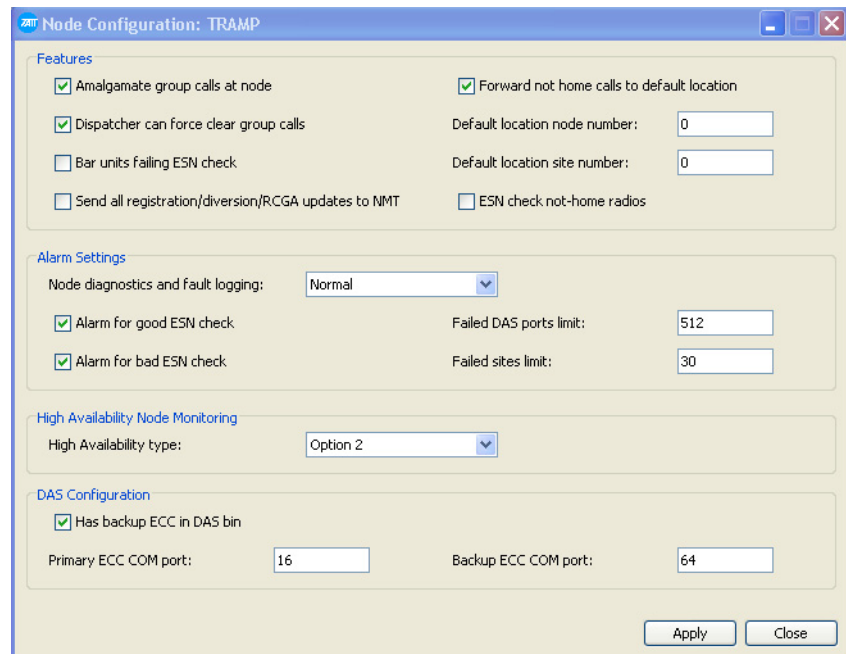 TAIT Node Configuration: TRAMP
Features
Amalgamate group calls at node
Forward not home calls to default location
Dispatcher can force clear group calls
Default location node number: 0
Bar units failing ESN check
Default location site number: 0
Send all registration/diversion/RCGA updates to NMT
ESN check not-home radios
Alarm Settings
Node diagnostics and fault logging: Normal
Alarm for good ESN check
Failed DAS ports limit: 512
Alarm for bad ESN check
Failed sites limit: 30
High Availability Node Monitoring
High Availability type: Option 2
DAS Configuration
Has backup ECC in DAS bin
Primary ECC COM port: 16
Backup ECC COM port: 64
Apply
Close